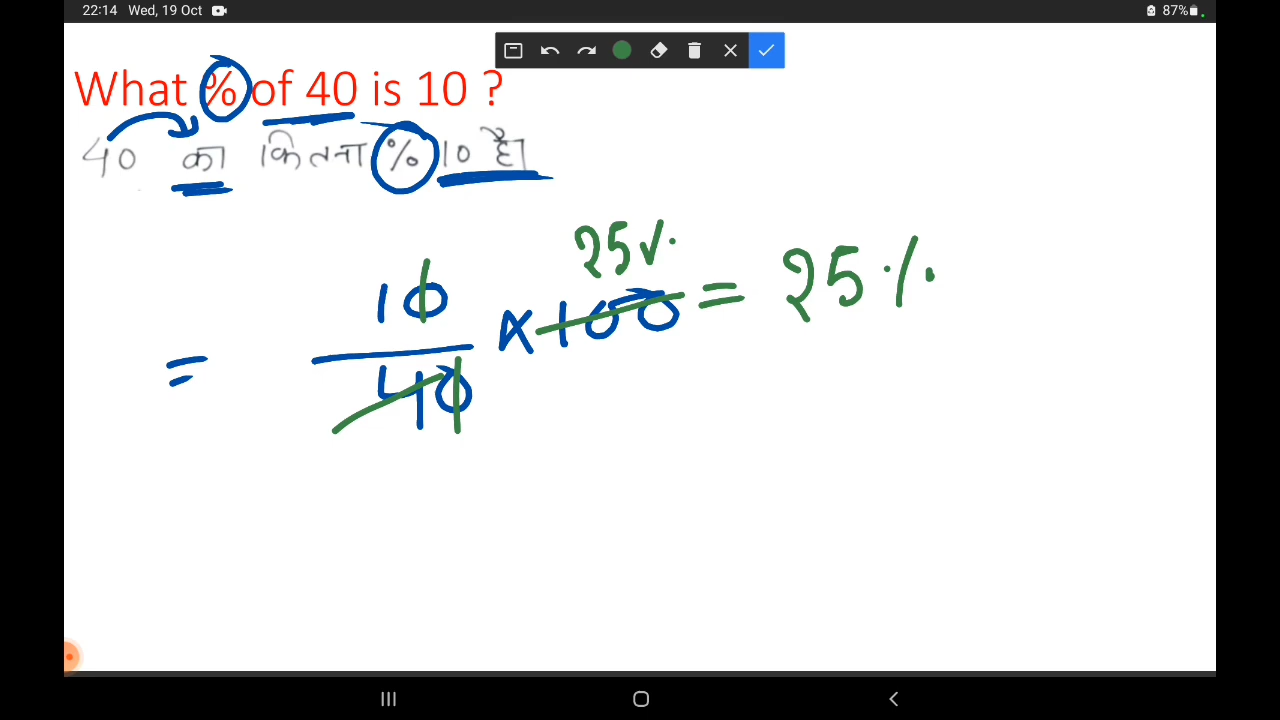 22:14 Wed, 19 Oct 87%
What % of 40 is 10 ?
40 का कितना % 10 है।
25%
10
= — × 100 = 25%
40